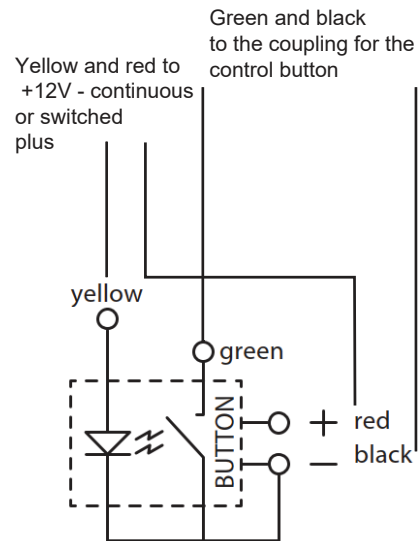 Green and black
to the coupling for the
control button
Yellow and red to
+12V - continuous
or switched
plus
yellow
green
BUTTON
+ red
− black